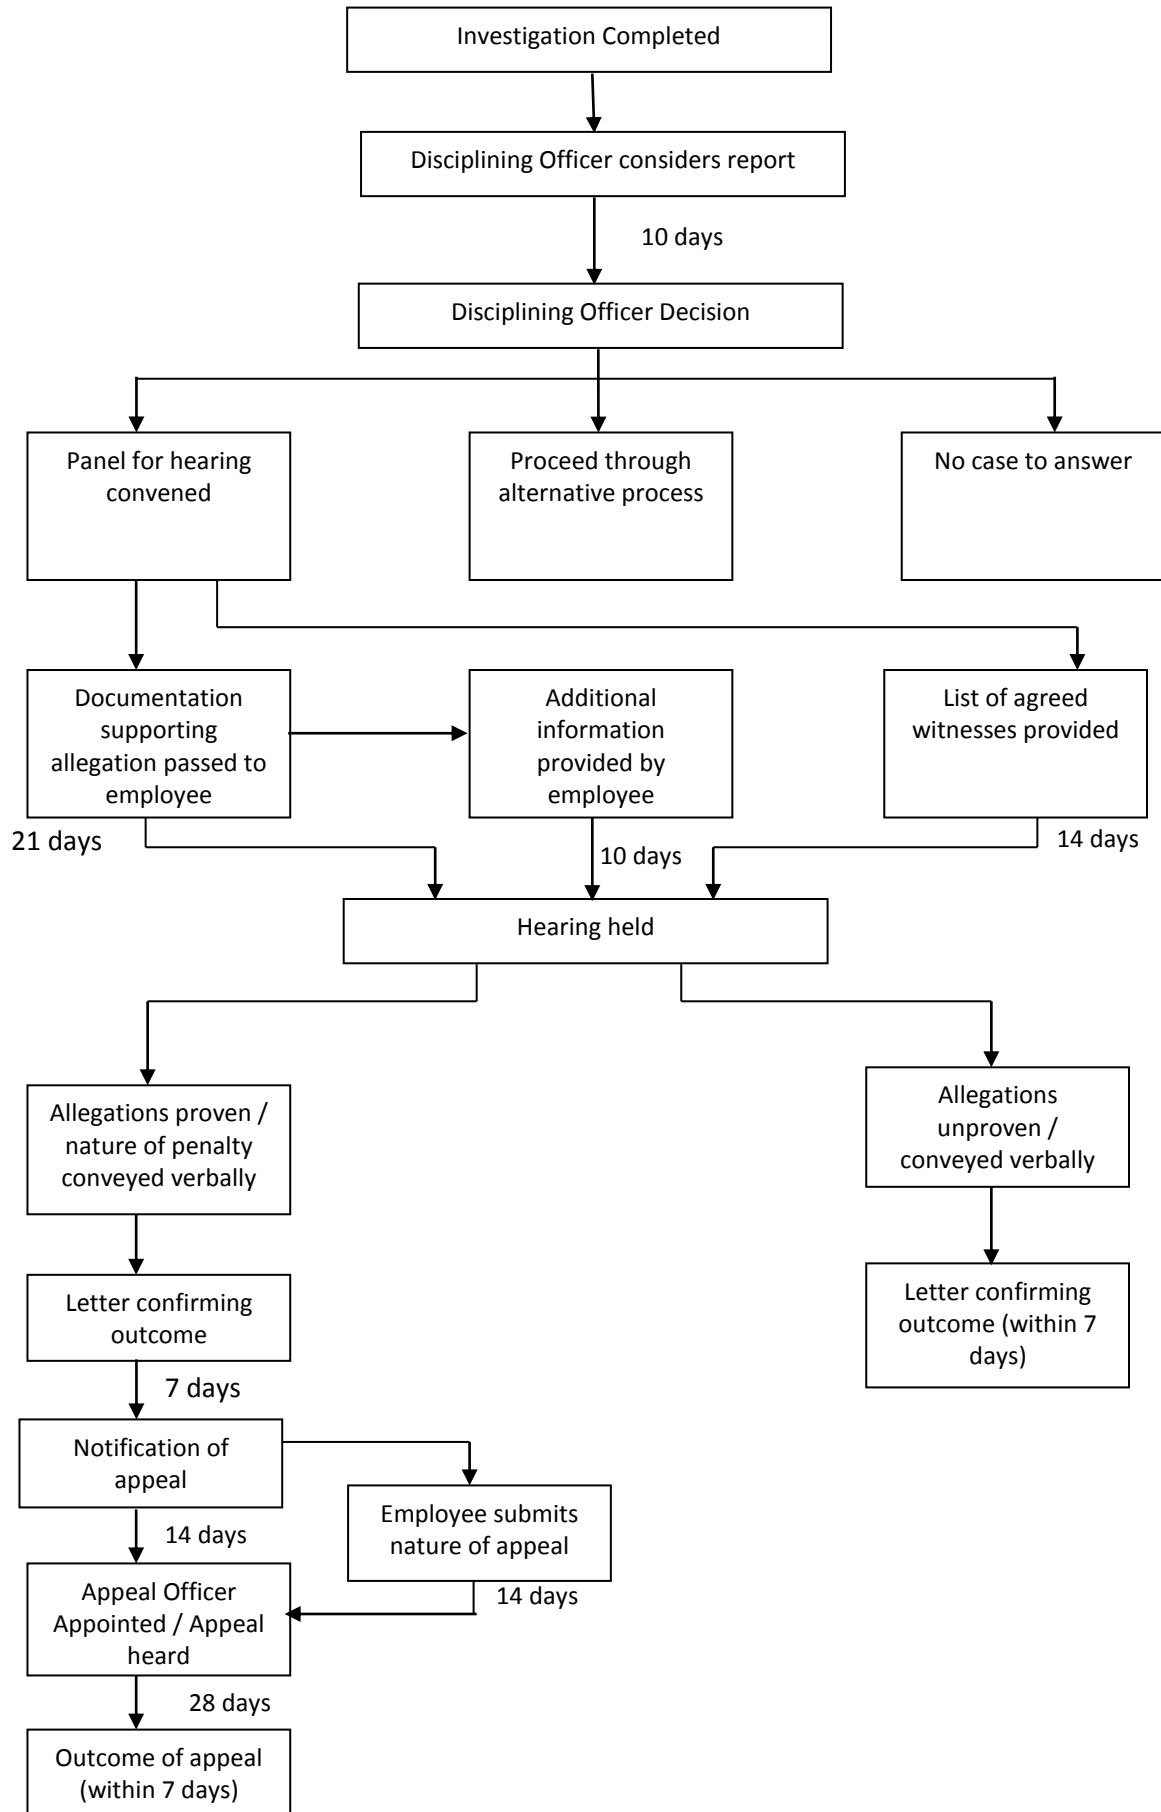 Investigation Completed
Disciplining Officer considers report
10 days
Disciplining Officer Decision
Panel for hearing
convened
Proceed through
alternative process
No case to answer
Documentation
supporting
allegation passed to
employee
Additional
information
provided by
employee
List of agreed
witnesses provided
21 days
10 days
14 days
Hearing held
Allegations proven /
nature of penalty
conveyed verbally
Allegations
unproven /
conveyed verbally
Letter confirming
outcome
Letter confirming
outcome (within 7
days)
7 days
Notification of
appeal
Employee submits
nature of appeal
14 days
14 days
Appeal Officer
Appointed / Appeal
heard
28 days
Outcome of appeal
(within 7 days)